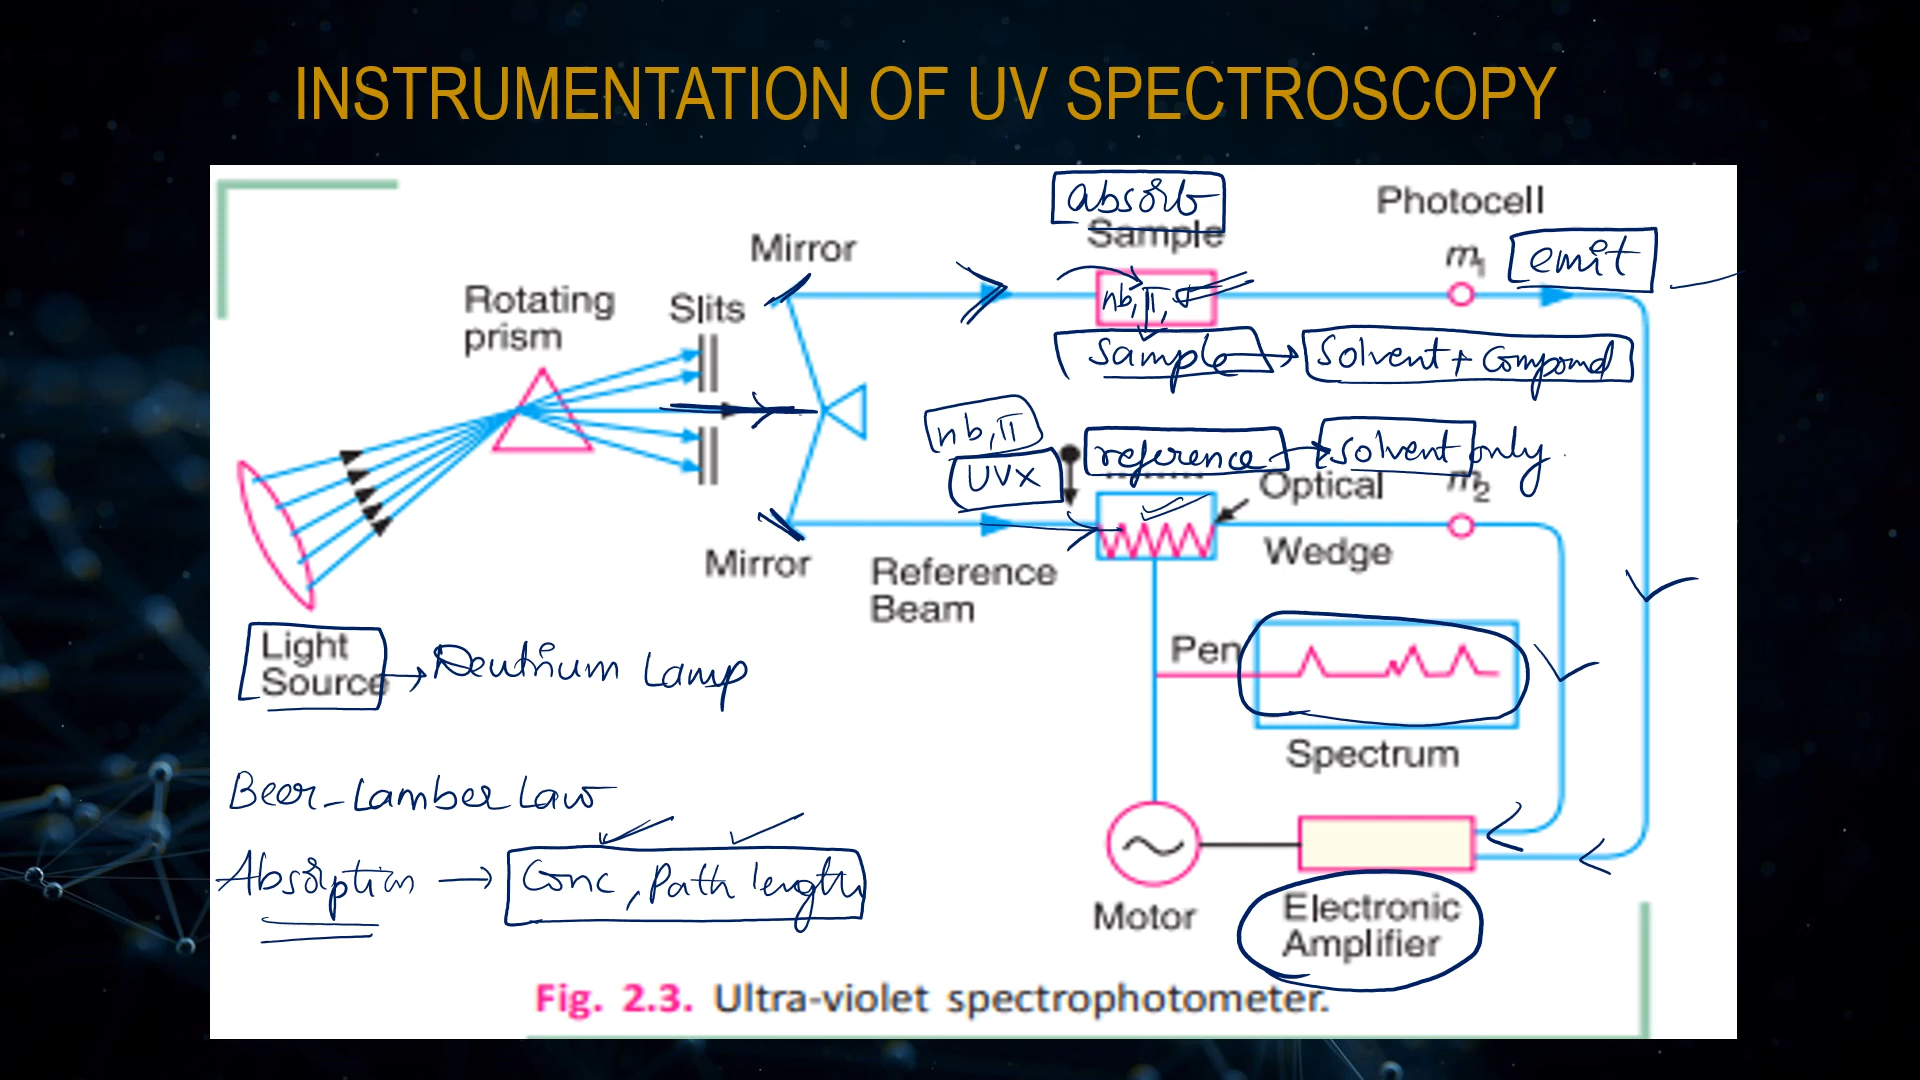 INSTRUMENTATION OF UV SPECTROSCOPY
absorb
Sample
Photocell
m1
emit
Mirror
Rotating
prism
Slits
nb, π,
Sample → Solvent + Compound
nb, π
UVx
reference → solvent only
Optical
Wedge
m2
Mirror
Reference
Beam
Light
Source → Deutrium Lamp
Pen
Spectrum
Beer-Lamber Law
Absorption → Conc, Path length
Motor
Electronic
Amplifier
Fig. 2.3. Ultra-violet spectrophotometer.